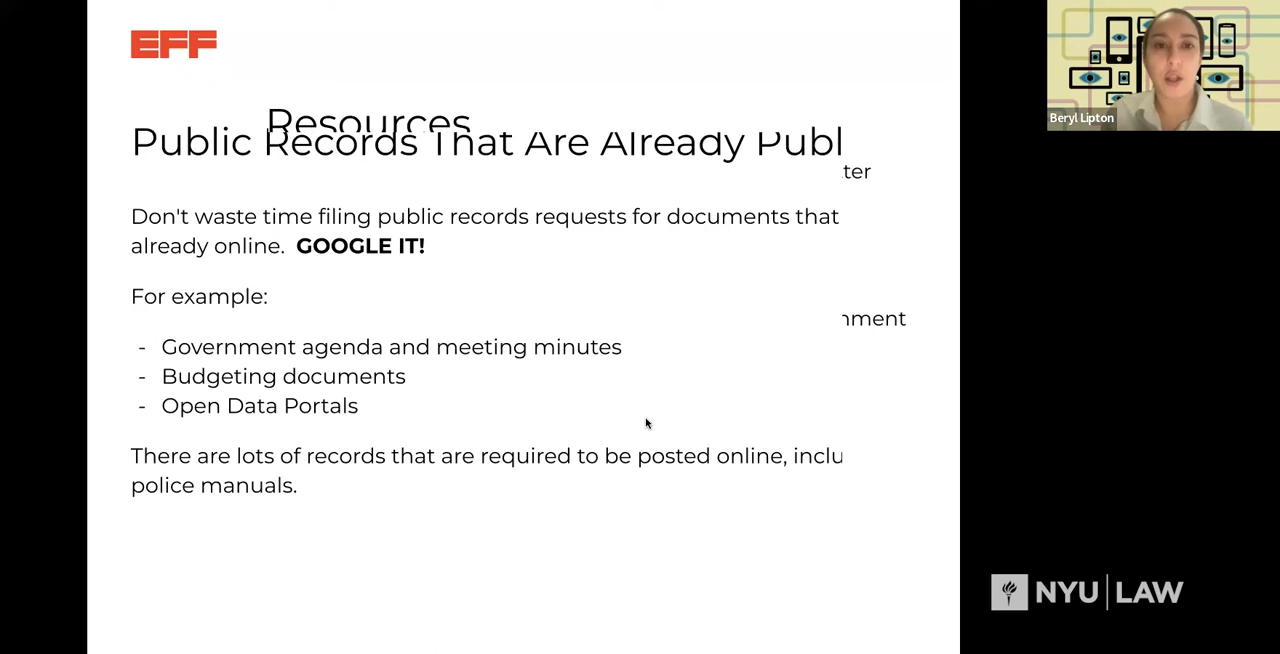 EFF
Resources
Public Records That Are Already Publ
ter
Don't waste time filing public records requests for documents that
already online. GOOGLE IT!
For example:
nment
- Government agenda and meeting minutes
- Budgeting documents
- Open Data Portals
There are lots of records that are required to be posted online, inclu
police manuals.
Beryl Lipton
NYU | LAW